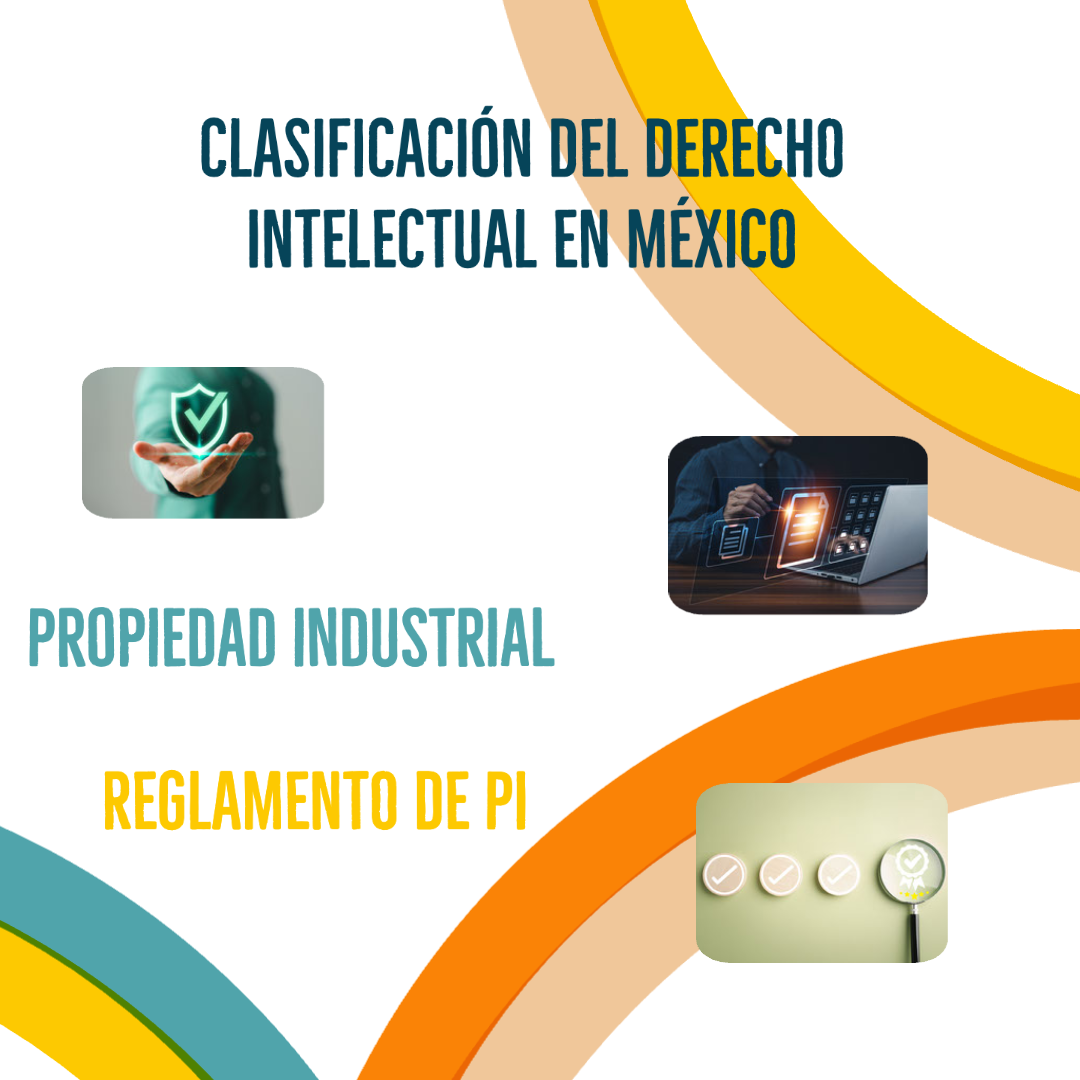 CLASIFICACIÓN DEL DERECHO
INTELECTUAL EN MÉXICO
PROPIEDAD INDUSTRIAL
REGLAMENTO DE PI